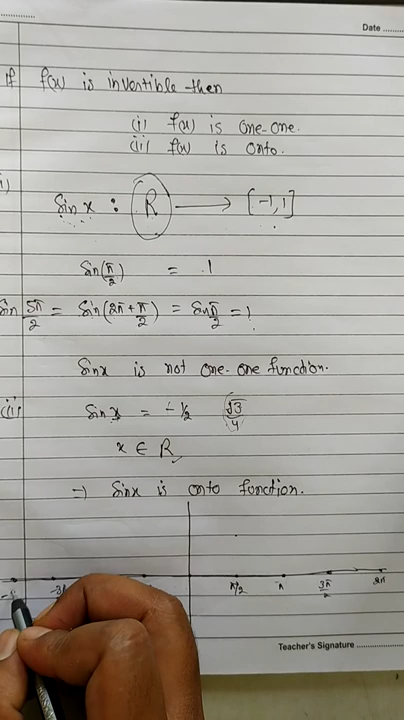 Date
If f(x) is invertible then
(i) f(x) is one-one.
(ii) f(x) is onto.
i)
Sin x : R ⟶ [-1,1]
Sin(π/2) = 1
Sin 5π/2 = Sin(2π + π/2) = Sin π/2 = 1
Sinx is not one-one function.
(ii) Sin x = -1/2 √3/4
x ∈ R
⇒ Sinx is onto function.
π/2 π 3π/2 2π
Teacher's Signature